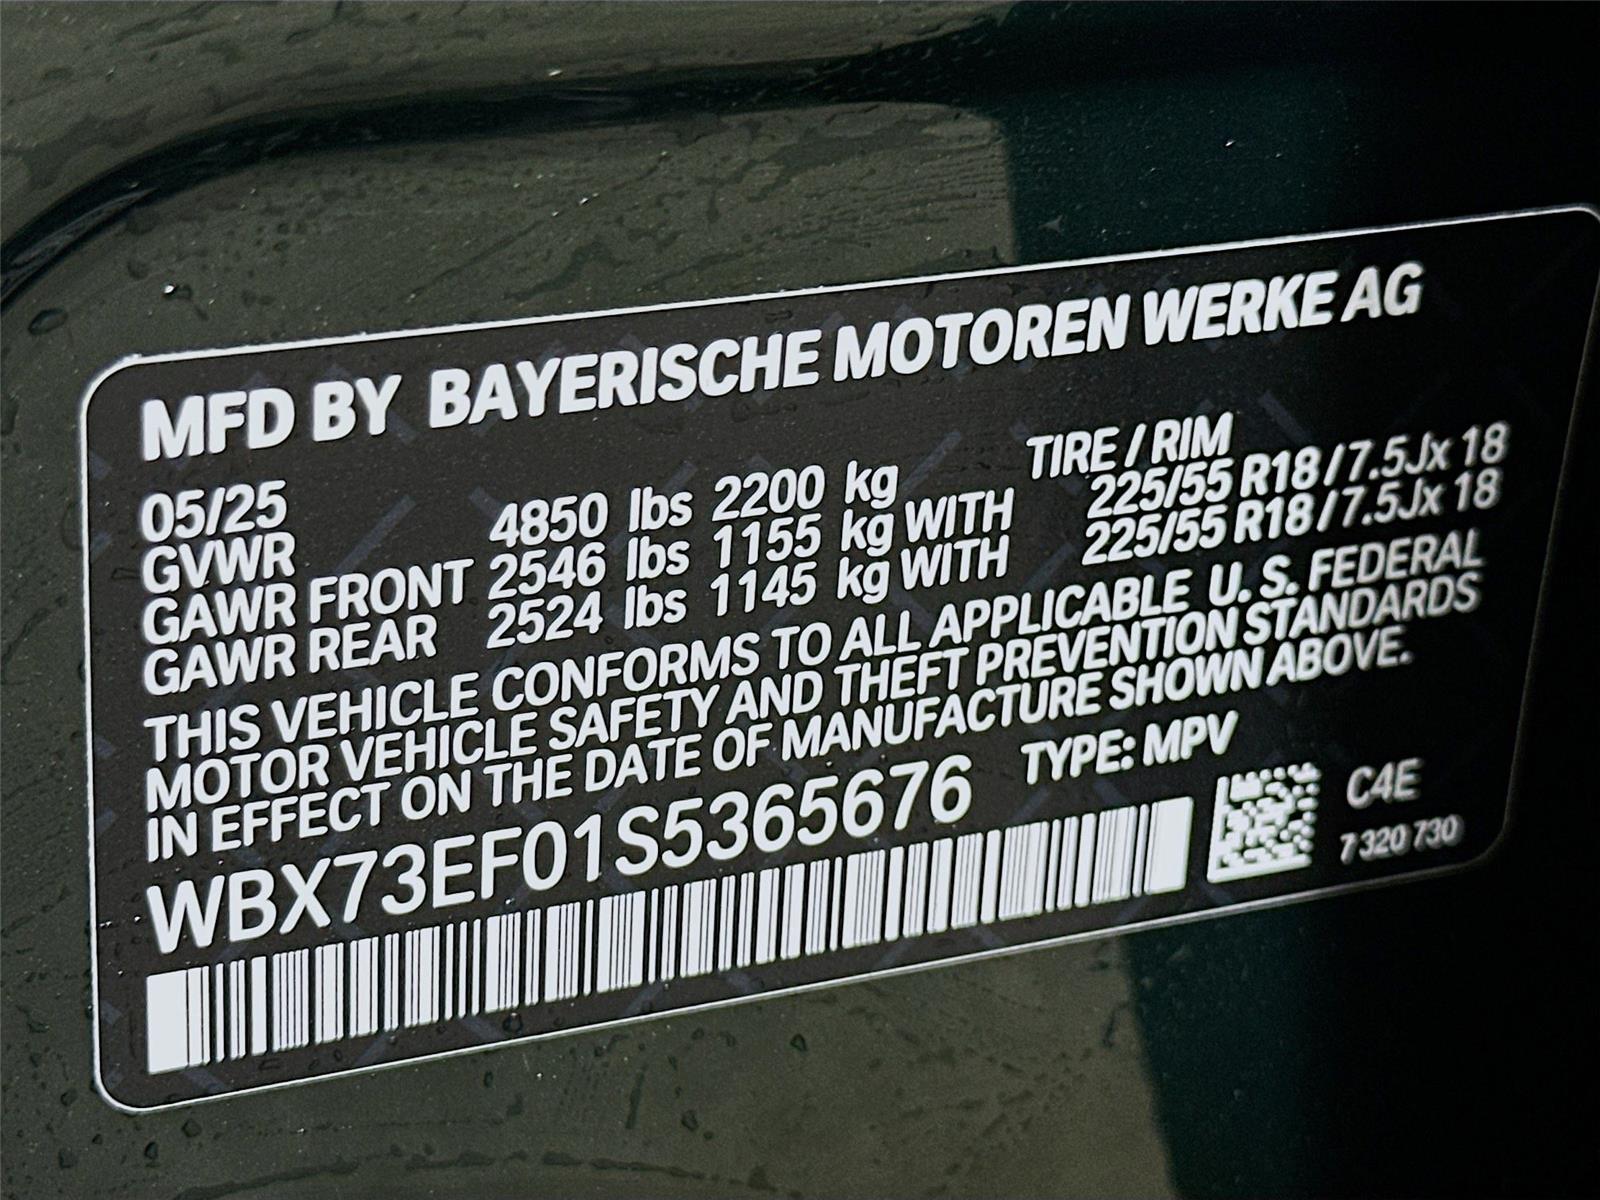 MFD BY BAYERISCHE MOTOREN WERKE AG
05/25 TIRE / RIM
GVWR 4850 lbs 2200 kg
GAWR FRONT 2546 lbs 1155 kg WITH 225/55 R18 / 7.5Jx 18
GAWR REAR 2524 lbs 1145 kg WITH 225/55 R18 / 7.5Jx 18
THIS VEHICLE CONFORMS TO ALL APPLICABLE U. S. FEDERAL
MOTOR VEHICLE SAFETY AND THEFT PREVENTION STANDARDS
IN EFFECT ON THE DATE OF MANUFACTURE SHOWN ABOVE.
WBX73EF01S5365676 TYPE: MPV
C4E
7 320 730